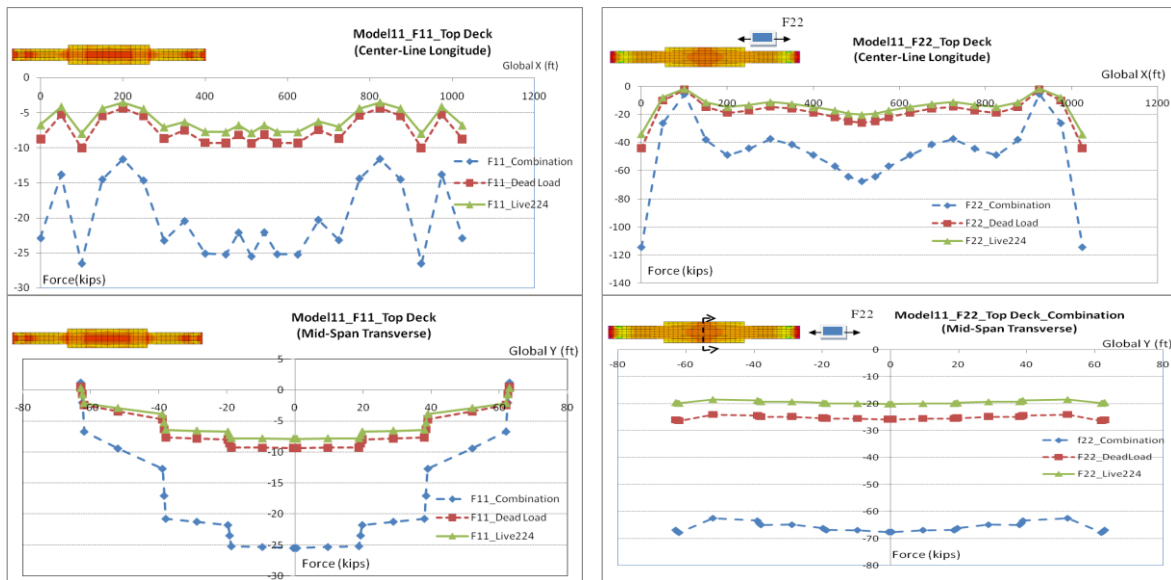 Model11_F11_Top Deck
(Center-Line Longitude)
Global X (ft)
5
0
-5
-10
-15
-20
-25
-30
0 200 400 600 800 1000 1200
F11_Combination
F11_Dead Load
F11_Live224
Force(kips)
F22
Model11_F22_Top Deck
(Center-Line Longitude)
Global X(ft)
0
-20
-40
-60
-80
-100
-120
-140
0 200 400 600 800 1000 1200
F22_Combination
F22_Dead Load
F22_Live224
Force (kips)
Model11_F11_Top Deck
(Mid-Span Transverse)
Global Y (ft)
5
0
-5
-10
-15
-20
-25
-30
-80 -60 -40 -20 0 20 40 60 80
F11_Combination
F11_Dead Load
F11_Live224
Force (kips)
F22
Model11_F22_Top Deck_Combination
(Mid-Span Transverse)
Global Y (ft)
-80 -60 -40 -20 0 20 40 60 80
0
-10
-20
-30
-40
-50
-60
-70
-80
f22_Combination
F22_DeadLoad
F22_Live224
Force (kips)